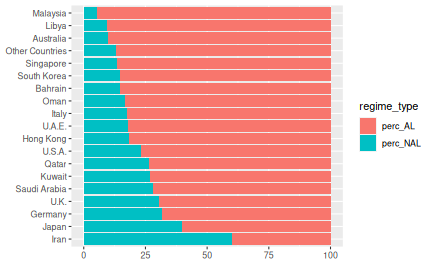 Malaysia
Libya
Australia
Other Countries
Singapore
South Korea
Bahrain
Oman
Italy
U.A.E.
Hong Kong
U.S.A.
Qatar
Kuwait
Saudi Arabia
U.K.
Germany
Japan
Iran
0 25 50 75 100
regime_type
perc_AL
perc_NAL